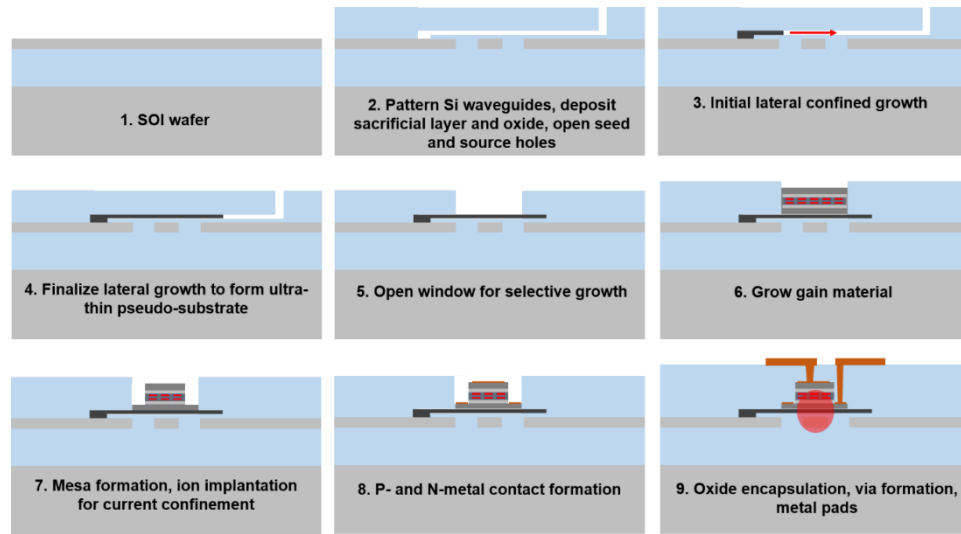 1. SOI wafer
2. Pattern Si waveguides, deposit
sacrificial layer and oxide, open seed
and source holes
3. Initial lateral confined growth
4. Finalize lateral growth to form ultra-
thin pseudo-substrate
5. Open window for selective growth
6. Grow gain material
7. Mesa formation, ion implantation
for current confinement
8. P- and N-metal contact formation
9. Oxide encapsulation, via formation,
metal pads